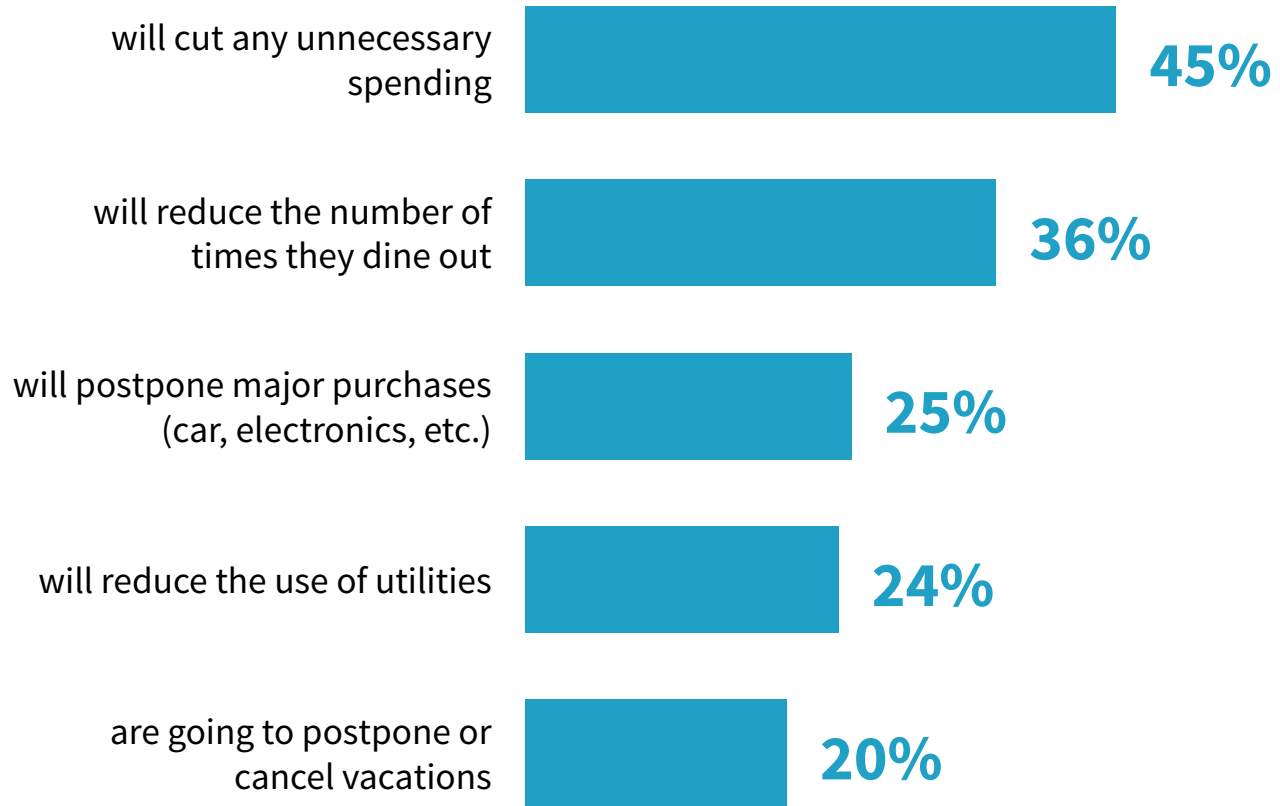 will cut any unnecessary
spending
45%
will reduce the number of
times they dine out
36%
will postpone major purchases
(car, electronics, etc.)
25%
will reduce the use of utilities
24%
are going to postpone or
cancel vacations
20%